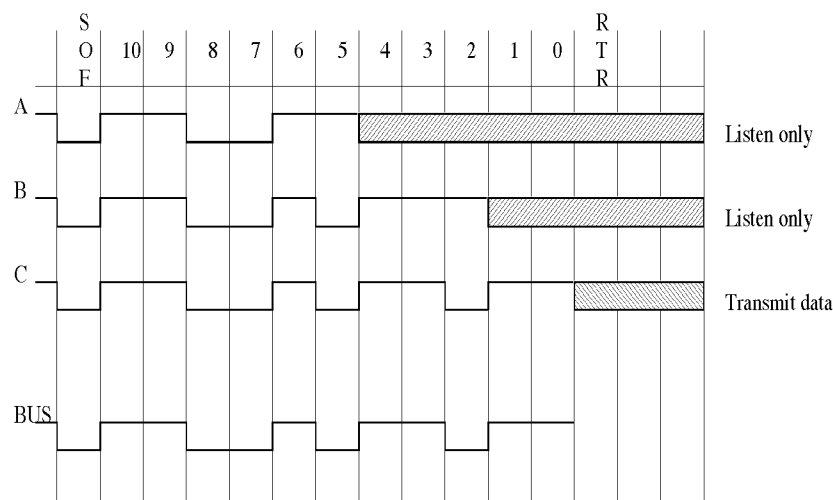 S O F 10 9 8 7 6 5 4 3 2 1 0 R T R
A Listen only
B Listen only
C Transmit data
BUS